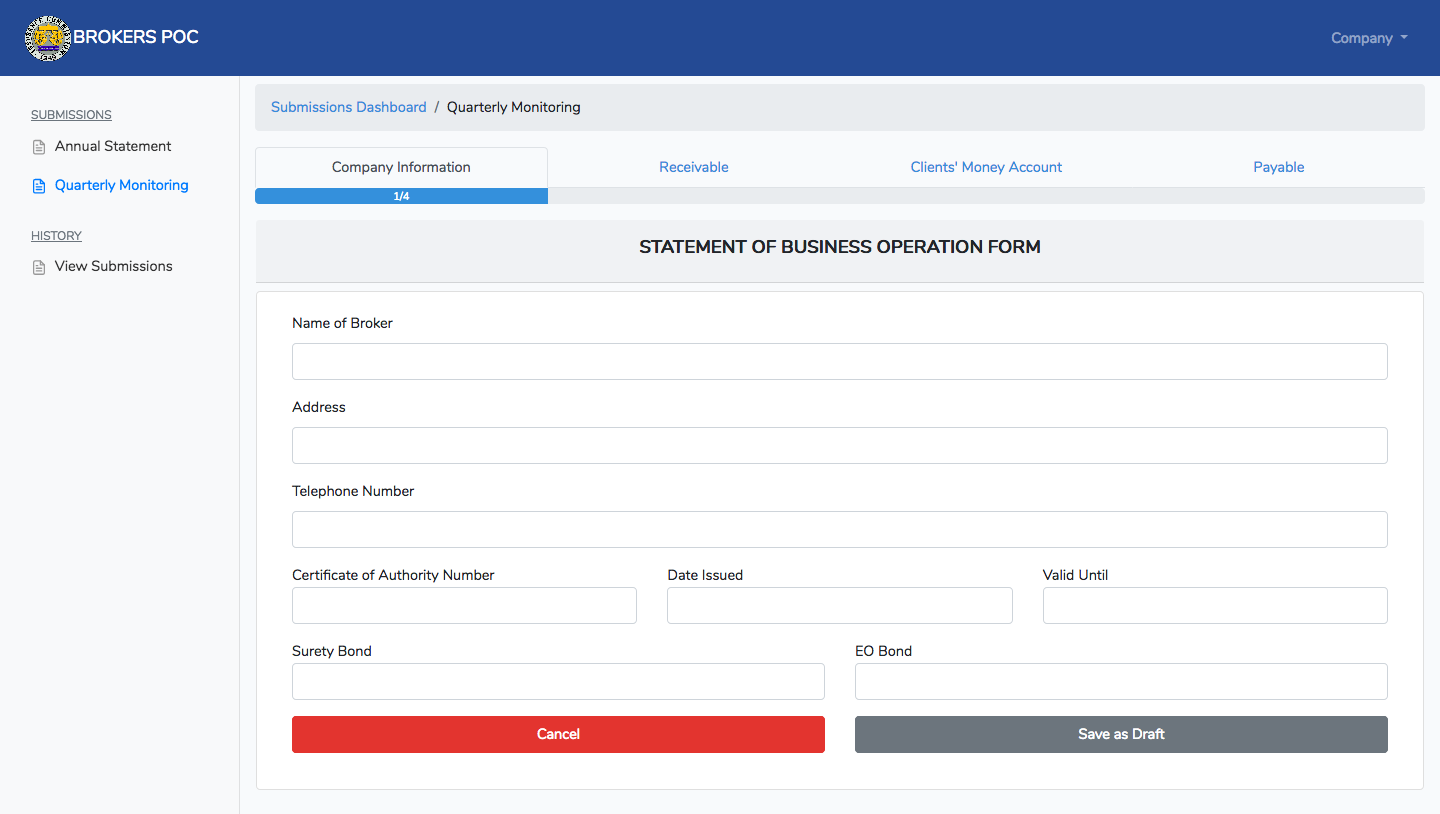 BROKERS POC
Company
SUBMISSIONS
Annual Statement
Quarterly Monitoring
HISTORY
View Submissions
Submissions Dashboard / Quarterly Monitoring
Company Information Receivable Clients' Money Account Payable
1/4
STATEMENT OF BUSINESS OPERATION FORM
Name of Broker
Address
Telephone Number
Certificate of Authority Number Date Issued Valid Until
Surety Bond EO Bond
Cancel Save as Draft